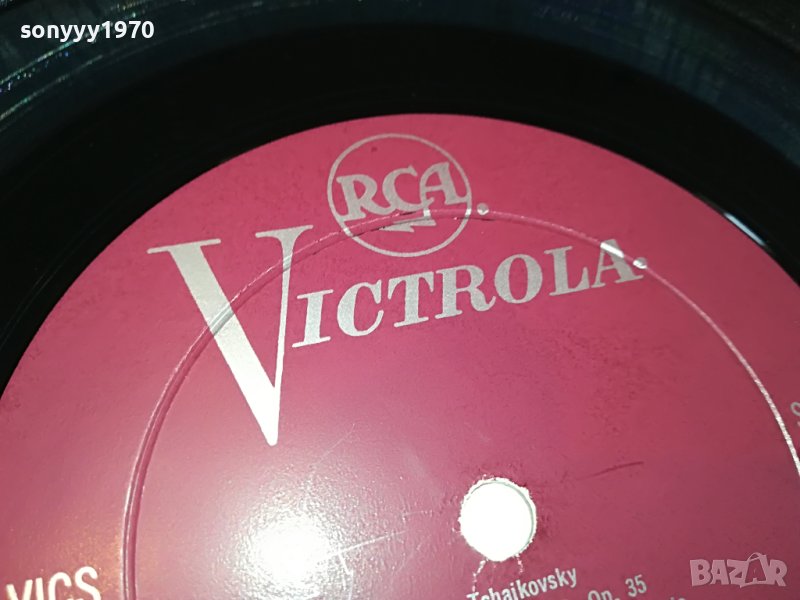 sonyyy1970
RCA
VICTROLA.
VICS
Tchaikovsky
Op. 35
BAZAR